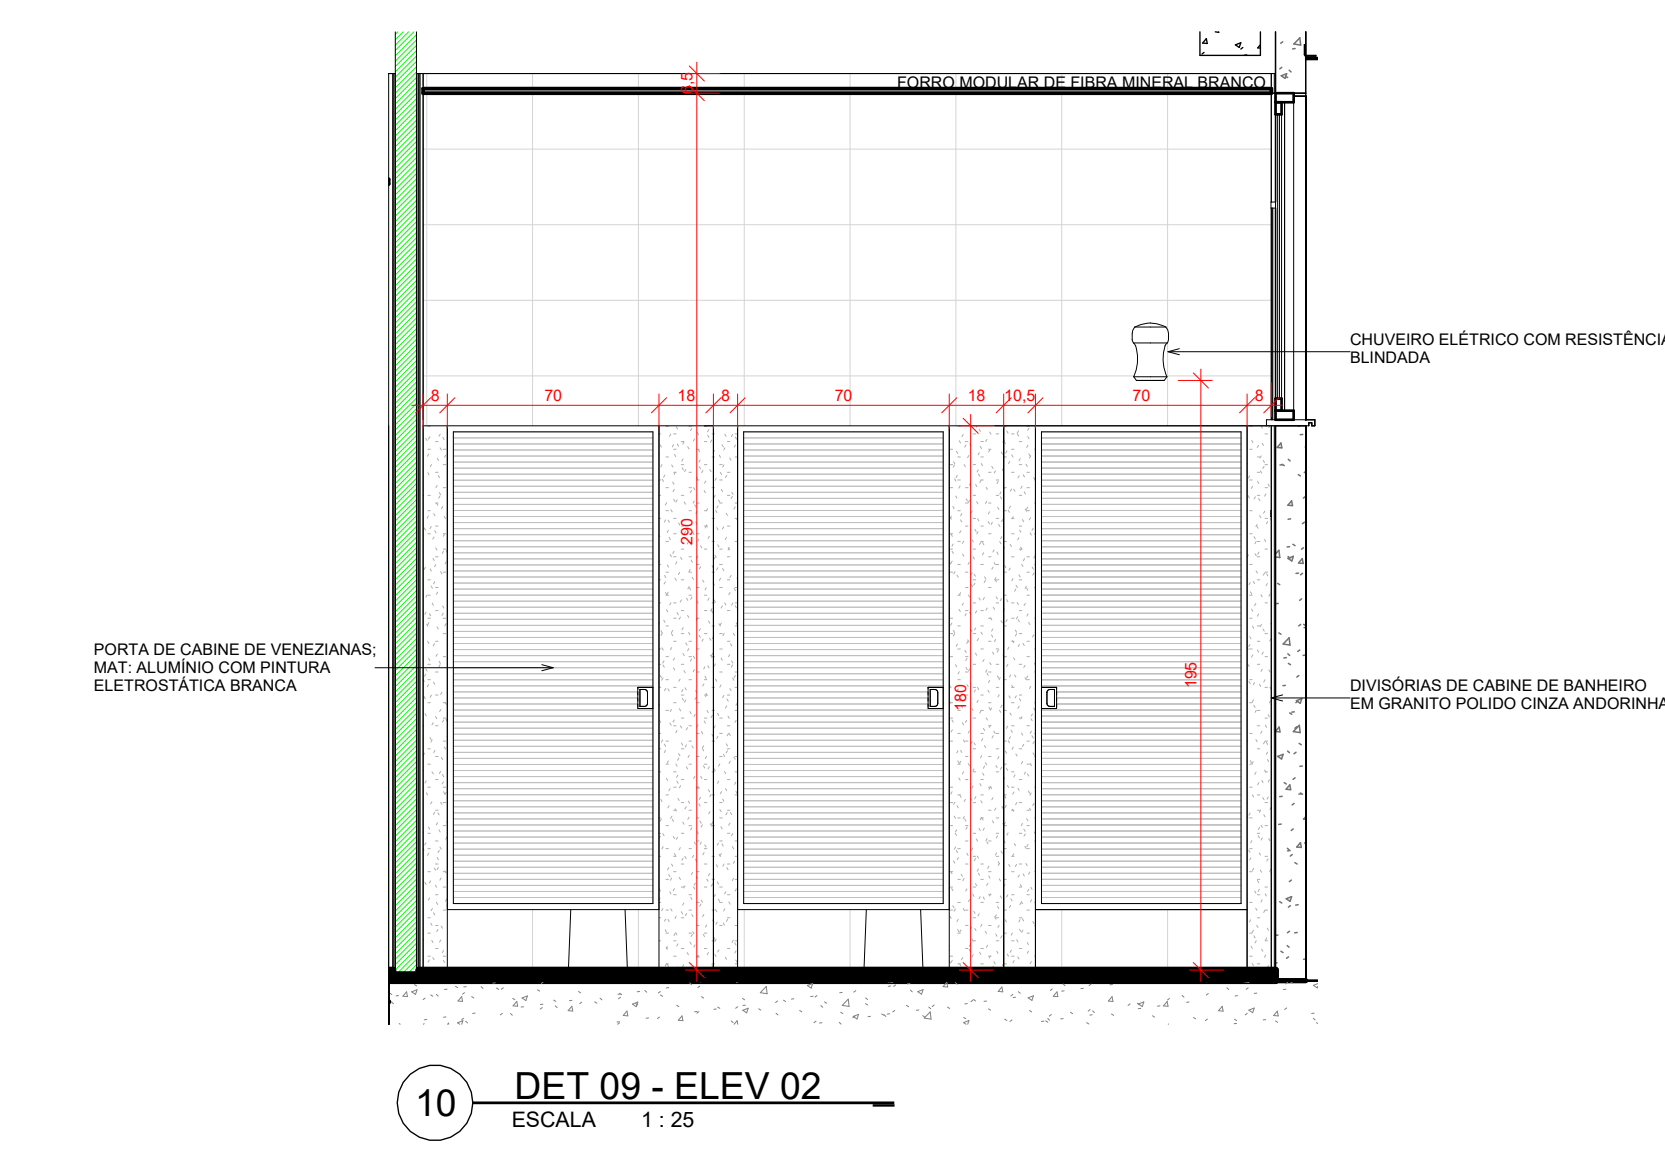 6,5
FORRO MODULAR DE FIBRA MINERAL BRANCO
CHUVEIRO ELÉTRICO COM RESISTÊNCIA
BLINDADA
8 70 18 8 70 18 10,5 70 8
290
180
195
PORTA DE CABINE DE VENEZIANAS;
MAT: ALUMÍNIO COM PINTURA
ELETROSTÁTICA BRANCA
DIVISÓRIAS DE CABINE DE BANHEIRO
EM GRANITO POLIDO CINZA ANDORINHA
10
DET 09 - ELEV 02
ESCALA 1 : 25